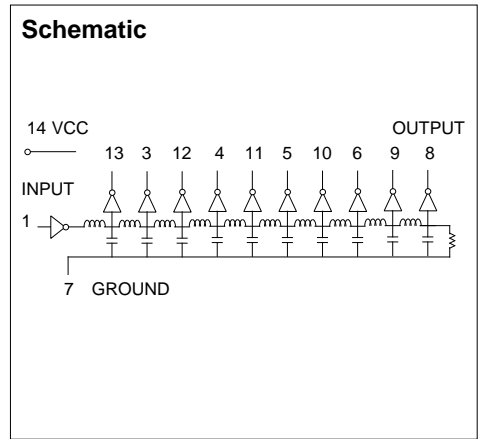 Schematic
14 VCC OUTPUT
13 3 12 4 11 5 10 6 9 8
INPUT
1
7 GROUND